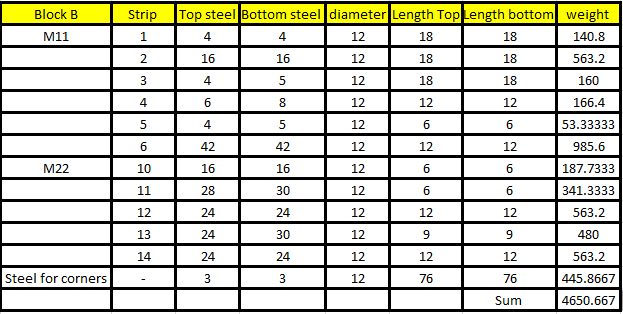 Block B Strip Top steel Bottom steel diameter Length Top Length bottom weight
M11 1 4 4 12 18 18 140.8
2 16 16 12 18 18 563.2
3 4 5 12 18 18 160
4 6 8 12 12 12 166.4
5 4 5 12 6 6 53.33333
6 42 42 12 12 12 985.6
M22 10 16 16 12 6 6 187.7333
11 28 30 12 6 6 341.3333
12 24 24 12 12 12 563.2
13 24 30 12 9 9 480
14 24 24 12 12 12 563.2
Steel for corners - 3 3 12 76 76 445.8667
Sum 4650.667